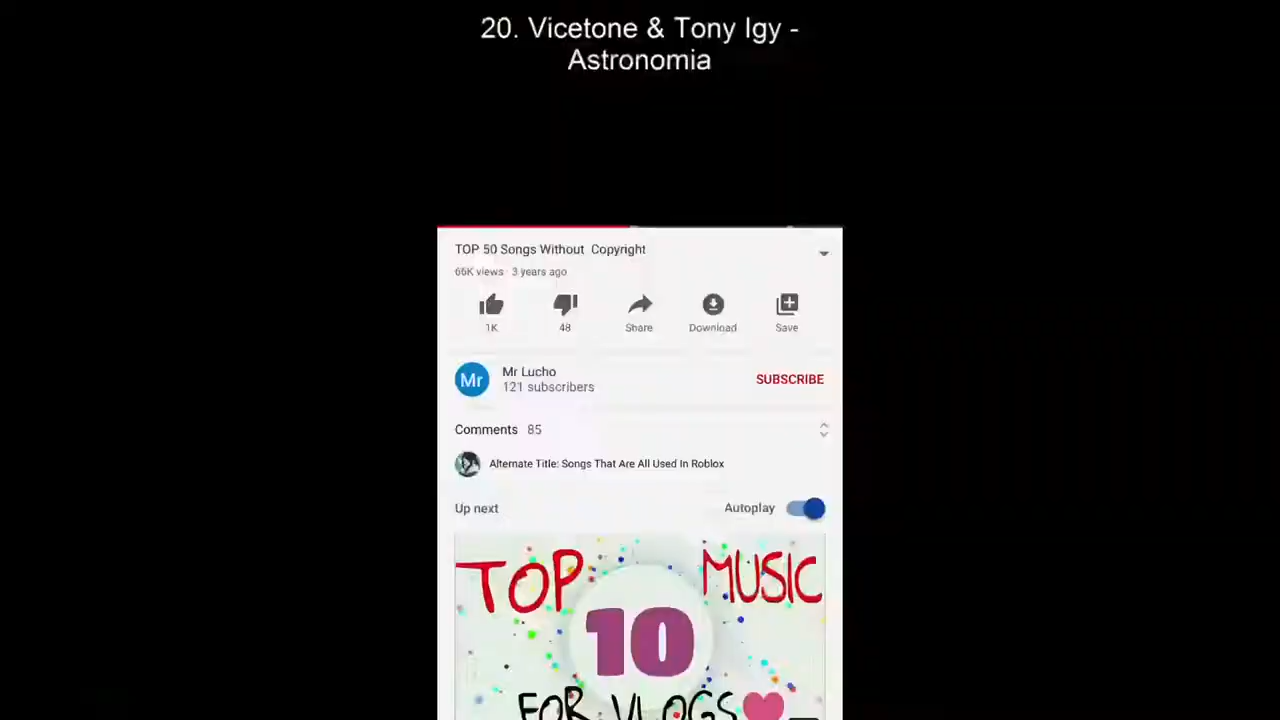 20. Vicetone & Tony Igy -
Astronomia
TOP 50 Songs Without Copyright
66K views · 3 years ago
1K
48
Share
Download
Save
Mr
Mr Lucho
121 subscribers
SUBSCRIBE
Comments 85
Alternate Title: Songs That Are All Used In Roblox
Up next
Autoplay
TOP MUSIC
10
FOR VLOGS